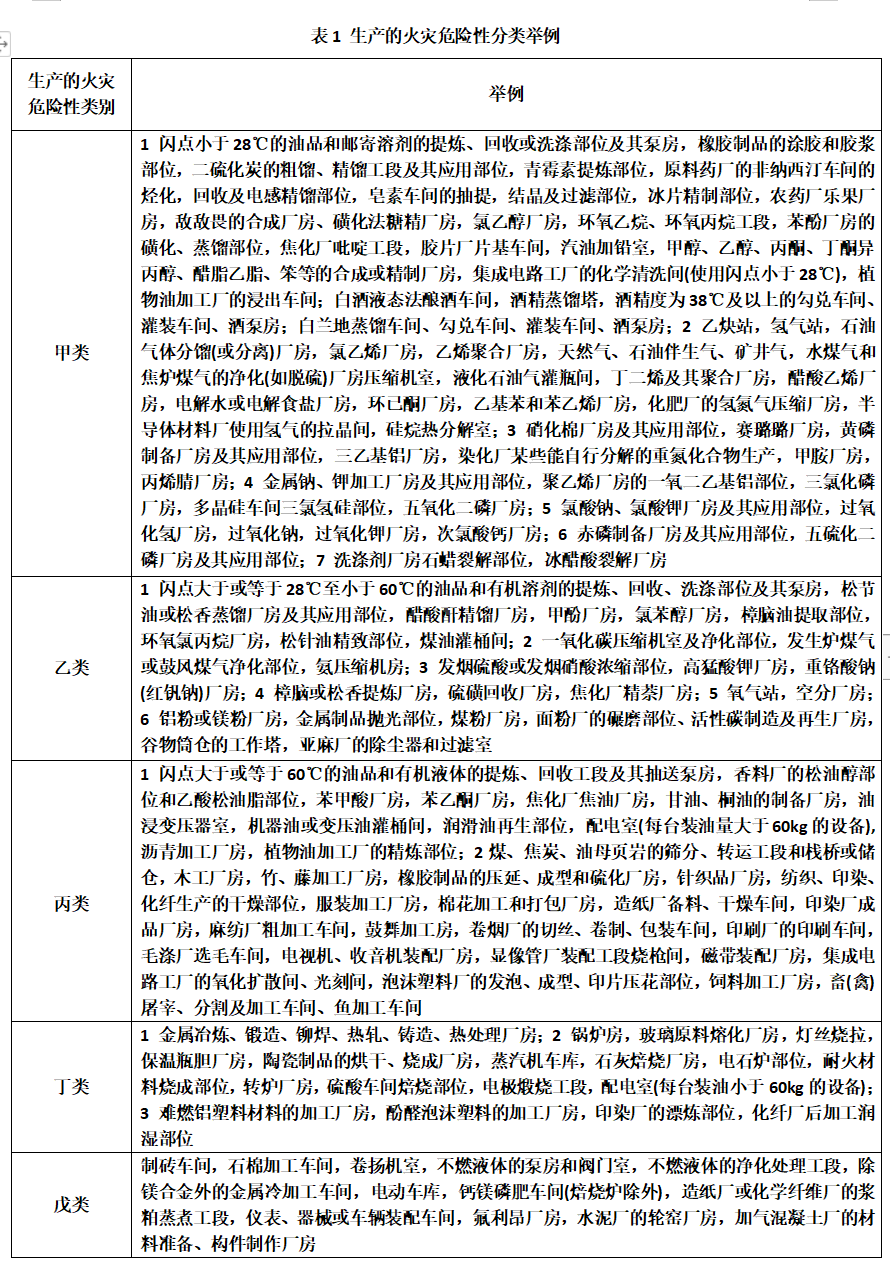 表 1 生产的火灾危险性分类举例
生产的火灾
危险性类别
举例
甲类
1 闪点小于 28℃的油品和邮寄溶剂的提炼、回收或洗涤部位及其泵房，橡胶制品的涂胶和胶浆
部位，二硫化炭的粗馏、精馏工段及其应用部位，青霉素提炼部位，原料药厂的非纳西汀车间的
烃化，回收及电感精馏部位，皂素车间的抽提，结晶及过滤部位，冰片精制部位，农药厂乐果厂
房，敌敌畏的合成厂房、磺化法糖精厂房，氯乙醇厂房，环氧乙烷、环氧丙烷工段，苯酚厂房的
磺化、蒸馏部位，焦化厂吡啶工段，胶片厂片基车间，汽油加铅室，甲醇、乙醇、丙酮、丁酮异
丙醇、醋脂乙脂、笨等的合成或精制厂房，集成电路工厂的化学清洗间(使用闪点小于 28℃)，植
物油加工厂的浸出车间；白酒液态法酿酒车间，酒精蒸馏塔，酒精度为 38℃及以上的勾兑车间、
灌装车间、酒泵房；白兰地蒸馏车间、勾兑车间、灌装车间、酒泵房；2 乙炔站，氢气站，石油
气体分馏(或分离)厂房，氯乙烯厂房，乙烯聚合厂房，天然气、石油伴生气、矿井气，水煤气和
焦炉煤气的净化(如脱硫)厂房压缩机室，液化石油气灌瓶间，丁二烯及其聚合厂房，醋酸乙烯厂
房，电解水或电解食盐厂房，环已酮厂房，乙基苯和苯乙烯厂房，化肥厂的氢氮气压缩厂房，半
导体材料厂使用氢气的拉晶间，硅烷热分解室；3 硝化棉厂房及其应用部位，赛璐璐厂房，黄磷
制备厂房及其应用部位，三乙基铝厂房，染化厂某些能自行分解的重氮化合物生产，甲胺厂房，
丙烯腈厂房；4 金属钠、钾加工厂房及其应用部位，聚乙烯厂房的一氧二乙基铝部位，三氯化磷
厂房，多晶硅车间三氯氢硅部位，五氧化二磷厂房；5 氯酸钠、氯酸钾厂房及其应用部位，过氧
化氢厂房，过氧化钠，过氧化钾厂房，次氯酸钙厂房；6 赤磷制备厂房及其应用部位，五硫化二
磷厂房及其应用部位；7 洗涤剂厂房石蜡裂解部位，冰醋酸裂解厂房
乙类
1 闪点大于或等于 28℃至小于 60℃的油品和有机溶剂的提炼、回收、洗涤部位及其泵房，松节
油或松香蒸馏厂房及其应用部位，醋酸酐精馏厂房，甲酚厂房，氯苯醇厂房，樟脑油提取部位，
环氧氯丙烷厂房，松针油精致部位，煤油灌桶间；2 一氧化碳压缩机室及净化部位，发生炉煤气
或鼓风煤气净化部位，氨压缩机房；3 发烟硫酸或发烟硝酸浓缩部位，高猛酸钾厂房，重铬酸钠
(红钒钠)厂房；4 樟脑或松香提炼厂房，硫磺回收厂房，焦化厂精萘厂房；5 氧气站，空分厂房；
6 铝粉或镁粉厂房，金属制品抛光部位，煤粉厂房，面粉厂的碾磨部位、活性碳制造及再生厂房，
谷物筒仓的工作塔，亚麻厂的除尘器和过滤室
丙类
1 闪点大于或等于 60℃的油品和有机液体的提炼、回收工段及其抽送泵房，香料厂的松油醇部
位和乙酸松油脂部位，苯甲酸厂房，苯乙酮厂房，焦化厂焦油厂房，甘油、桐油的制备厂房，油
浸变压器室，机器油或变压油灌桶间，润滑油再生部位，配电室(每台装油量大于 60kg 的设备)，
沥青加工厂房，植物油加工厂的精炼部位；2 煤、焦炭、油母页岩的筛分、转运工段和栈桥或储
仓，木工厂房，竹、藤加工厂房，橡胶制品的压延、成型和硫化厂房，针织品厂房，纺织、印染、
化纤生产的干燥部位，服装加工厂房，棉花加工和打包厂房，造纸厂备料、干燥车间，印染厂成
品厂房，麻纺厂粗加工车间，鼓舞加工房，卷烟厂的切丝、卷制、包装车间，印刷厂的印刷车间，
毛涤厂选毛车间，电视机、收音机装配厂房，显像管厂装配工段烧枪间，磁带装配厂房，集成电
路工厂的氧化扩散间、光刻间，泡沫塑料厂的发泡、成型、印片压花部位，饲料加工厂房，畜(禽)
屠宰、分割及加工车间、鱼加工车间
丁类
1 金属冶炼、锻造、铆焊、热轧、铸造、热处理厂房；2 锅炉房，玻璃原料熔化厂房，灯丝烧拉，
保温瓶胆厂房，陶瓷制品的烘干、烧成厂房，蒸汽机车库，石灰焙烧厂房，电石炉部位，耐火材
料烧成部位，转炉厂房，硫酸车间焙烧部位，电极煅烧工段，配电室(每台装油小于 60kg 的设备)；
3 难燃铝塑料材料的加工厂房，酚醛泡沫塑料的加工厂房，印染厂的漂炼部位，化纤厂后加工润
湿部位
戊类
制砖车间，石棉加工车间，卷扬机室，不燃液体的泵房和阀门室，不燃液体的净化处理工段，除
镁合金外的金属冷加工车间，电动车库，钙镁磷肥车间(焙烧炉除外)，造纸厂或化学纤维厂的浆
粕蒸煮工段，仪表、器械或车辆装配车间，氟利昂厂房，水泥厂的轮窑厂房，加气混凝土厂的材
料准备、构件制作厂房